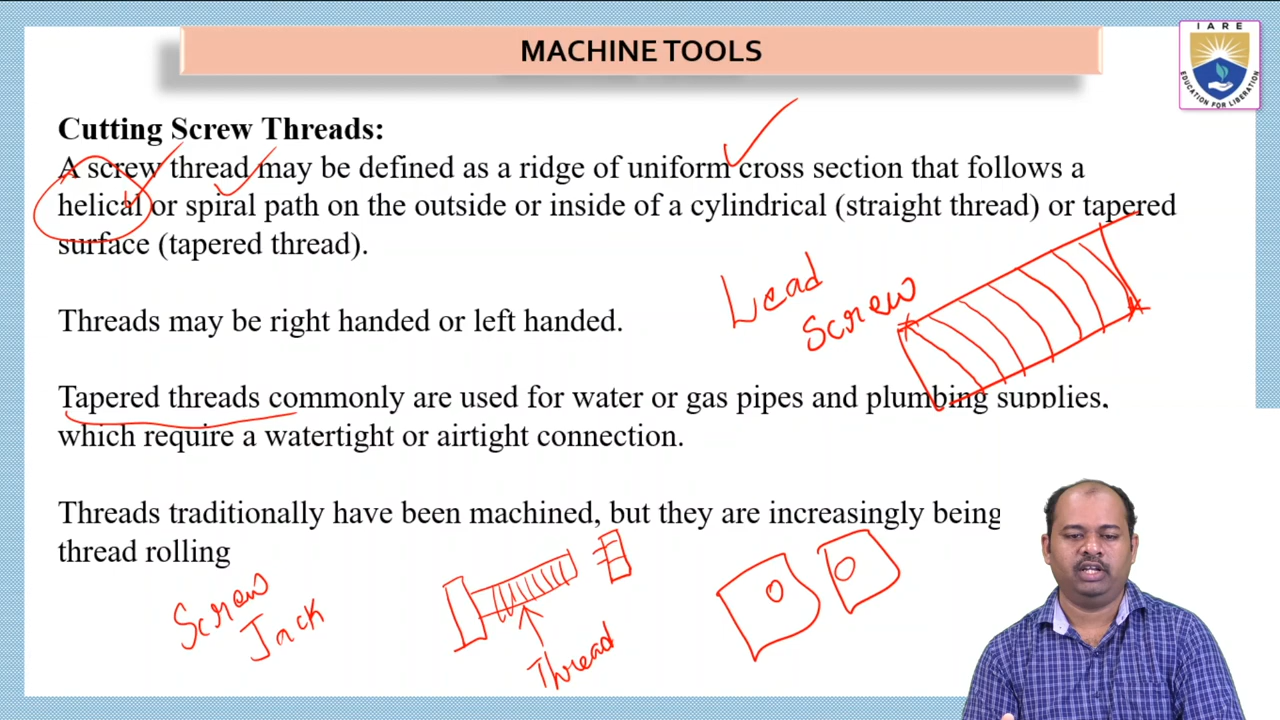 MACHINE TOOLS
IARE
EDUCATION FOR LIBERATION
Cutting Screw Threads:
A screw thread may be defined as a ridge of uniform cross section that follows a
helical or spiral path on the outside or inside of a cylindrical (straight thread) or tapered
surface (tapered thread).
Lead
Screw
Threads may be right handed or left handed.
Tapered threads commonly are used for water or gas pipes and plumbing supplies,
which require a watertight or airtight connection.
Threads traditionally have been machined, but they are increasingly being
thread rolling
Screw
Jack
Thread